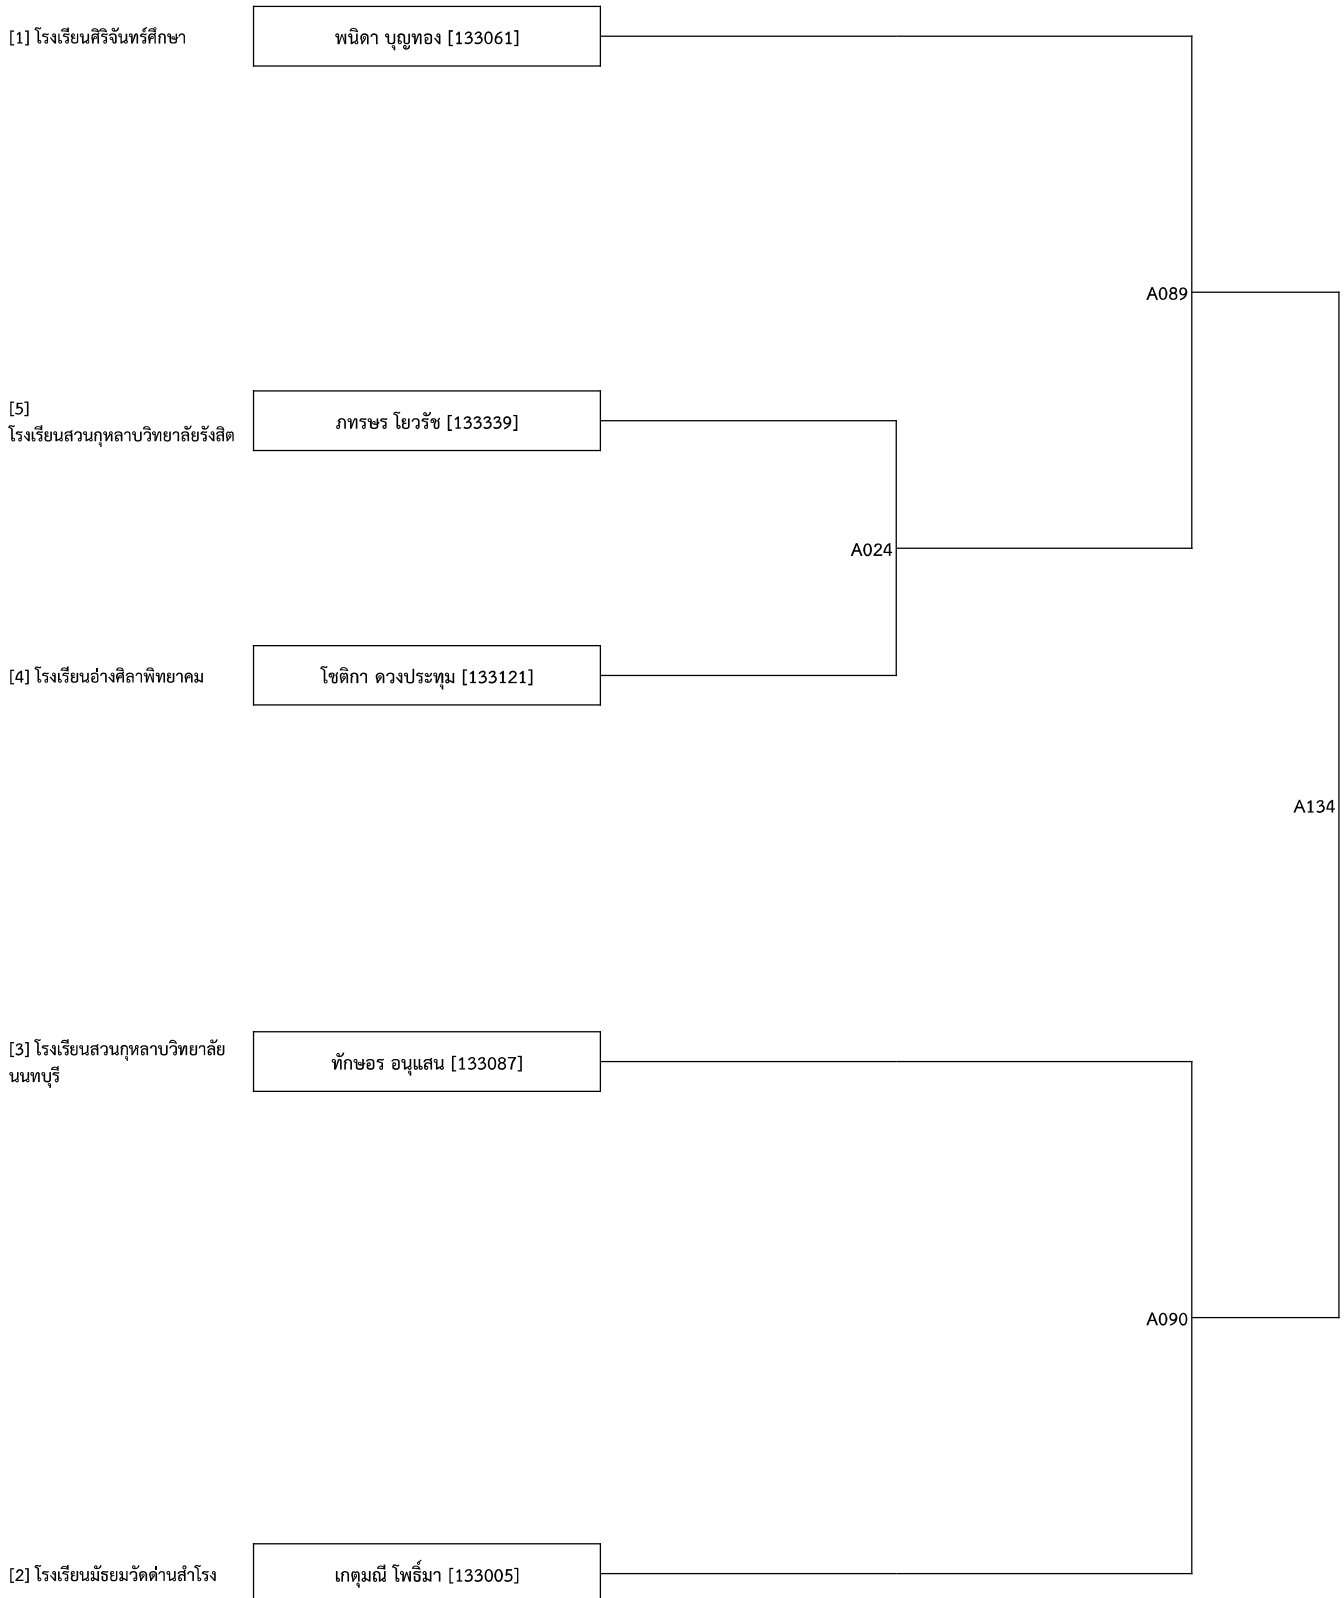 [1] โรงเรียนศิริจันทร์ศึกษา
พนิดา บุญทอง [133061]
A089
[5]
โรงเรียนสวนกุหลาบวิทยาลัยรังสิต
ภทรษร โยวรัช [133339]
A024
[4] โรงเรียนอ่างศิลาพิทยาคม
โชติกา ดวงประทุม [133121]
A134
[3] โรงเรียนสวนกุหลาบวิทยาลัย
นนทบุรี
ทักษอร อนุแสน [133087]
A090
[2] โรงเรียนมัธยมวัดด่านสำโรง
เกตุมณี โพธิ์มา [133005]